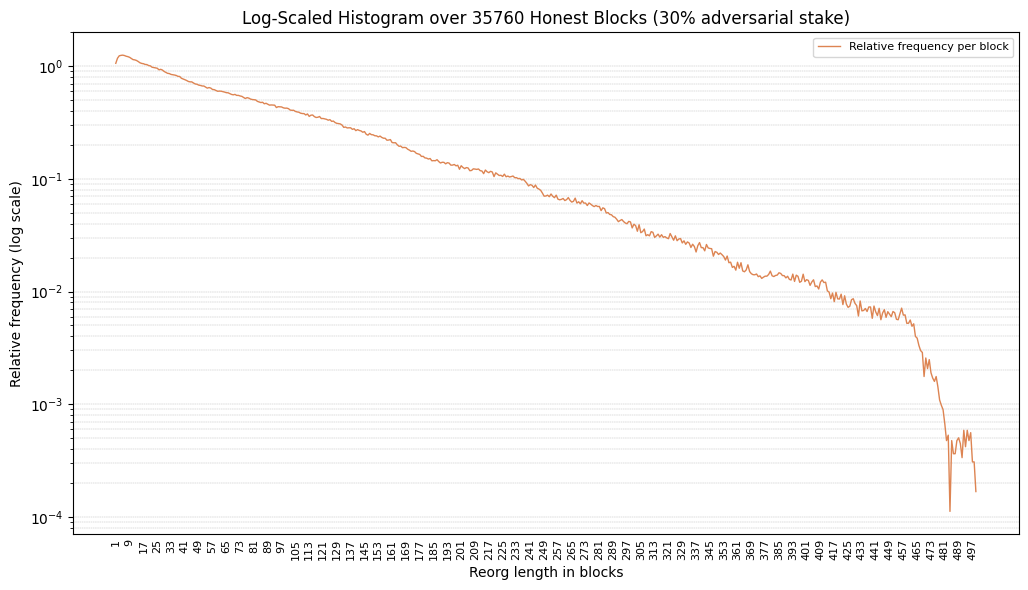 Log-Scaled Histogram over 35760 Honest Blocks (30% adversarial stake)
Relative frequency per block
Relative frequency (log scale)
10^0
10^-1
10^-2
10^-3
10^-4
1 9 17 25 33 41 49 57 65 73 81 89 97 105 113 121 129 137 145 153 161 169 177 185 193 201 209 217 225 233 241 249 257 265 273 281 289 297 305 313 321 329 337 345 353 361 369 377 385 393 401 409 417 425 433 441 449 457 465 473 481 489 497
Reorg length in blocks